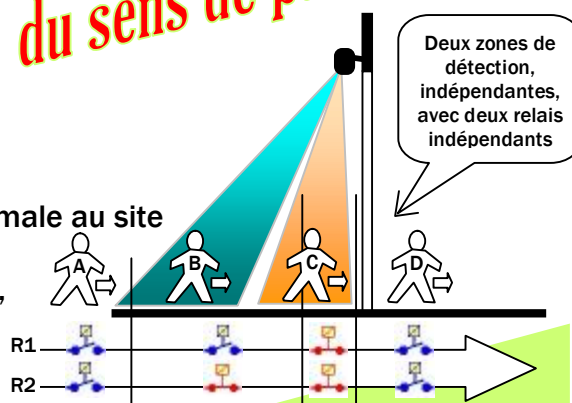 du sens de
Deux zones de
détection,
indépendantes,
avec deux relais
indépendants
male au site
A B C D
,
R1
R2